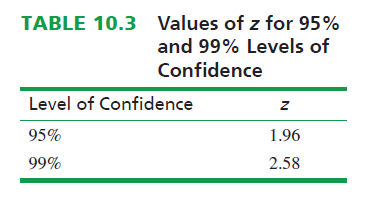 TABLE 10.3 Values of z for 95%
and 99% Levels of
Confidence
Level of Confidence z
95% 1.96
99% 2.58